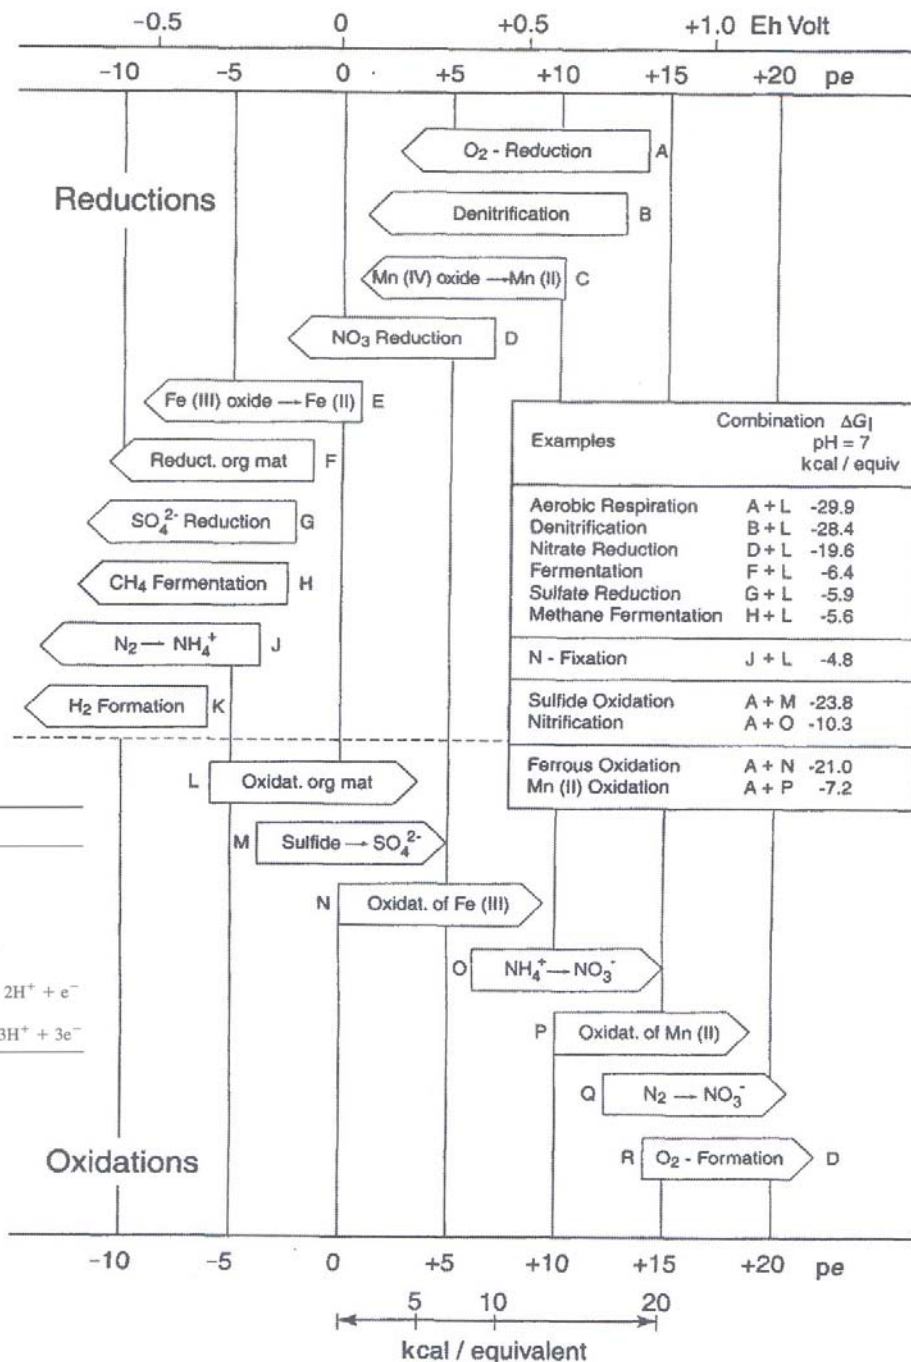 -0.5 0 +0.5 +1.0 Eh Volt
-10 -5 0 +5 +10 +15 +20 pe
O₂ - Reduction A
Reductions
Denitrification B
Mn (IV) oxide → Mn (II) C
NO₃ Reduction D
Fe (III) oxide → Fe (II) E
Reduct. org mat F
SO₄²⁻ Reduction G
CH₄ Fermentation H
N₂ → NH₄⁺ J
H₂ Formation K
Examples Combination ΔG|
pH = 7
kcal / equiv
Aerobic Respiration A + L -29.9
Denitrification B + L -28.4
Nitrate Reduction D + L -19.6
Fermentation F + L -6.4
Sulfate Reduction G + L -5.9
Methane Fermentation H + L -5.6
N - Fixation J + L -4.8
Sulfide Oxidation A + M -23.8
Nitrification A + O -10.3
Ferrous Oxidation A + N -21.0
Mn (II) Oxidation A + P -7.2
L Oxidat. org mat
M Sulfide → SO₄²⁻
N Oxidat. of Fe (III)
O NH₄⁺ → NO₃⁻
2H⁺ + e⁻
3H⁺ + 3e⁻
P Oxidat. of Mn (II)
Q N₂ → NO₃⁻
Oxidations
R O₂ - Formation D
-10 -5 0 +5 +10 +15 +20 pe
5 10 20
kcal / equivalent